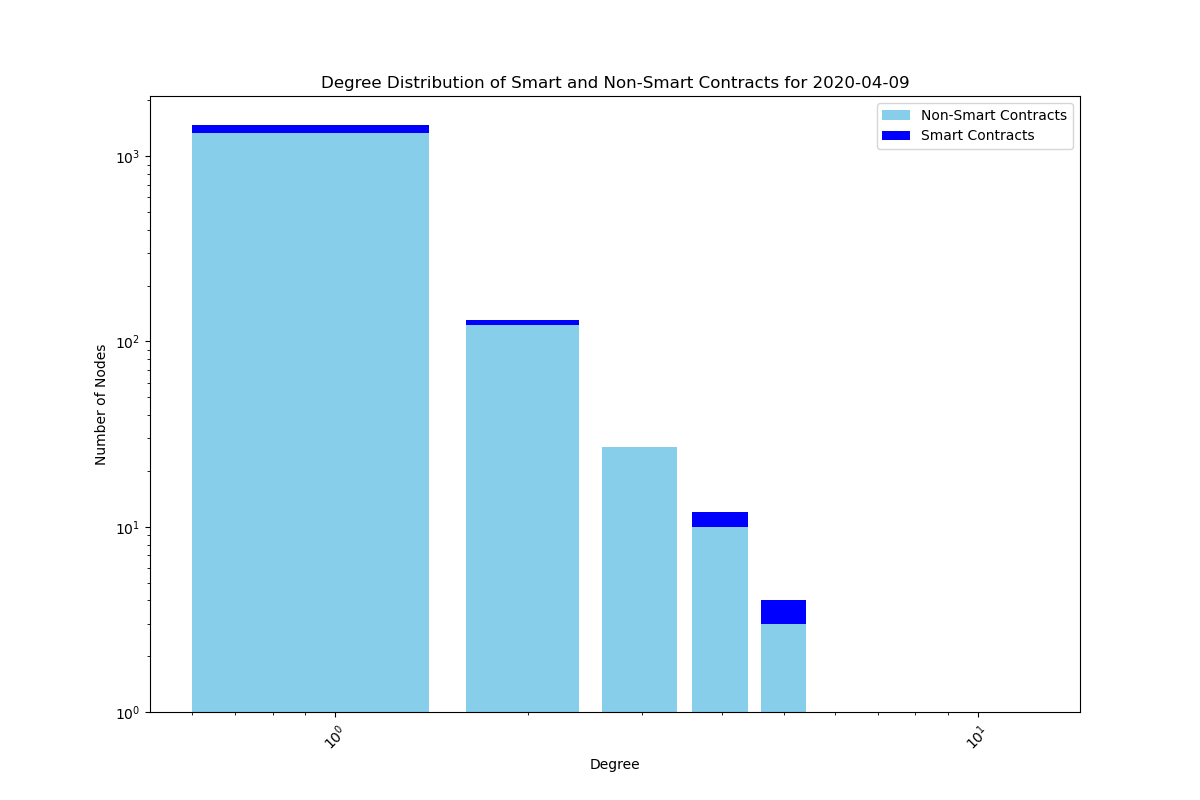 Degree Distribution of Smart and Non-Smart Contracts for 2020-04-09
Non-Smart Contracts
Smart Contracts
Number of Nodes
10³
10²
10¹
10⁰
10⁰
10¹
Degree